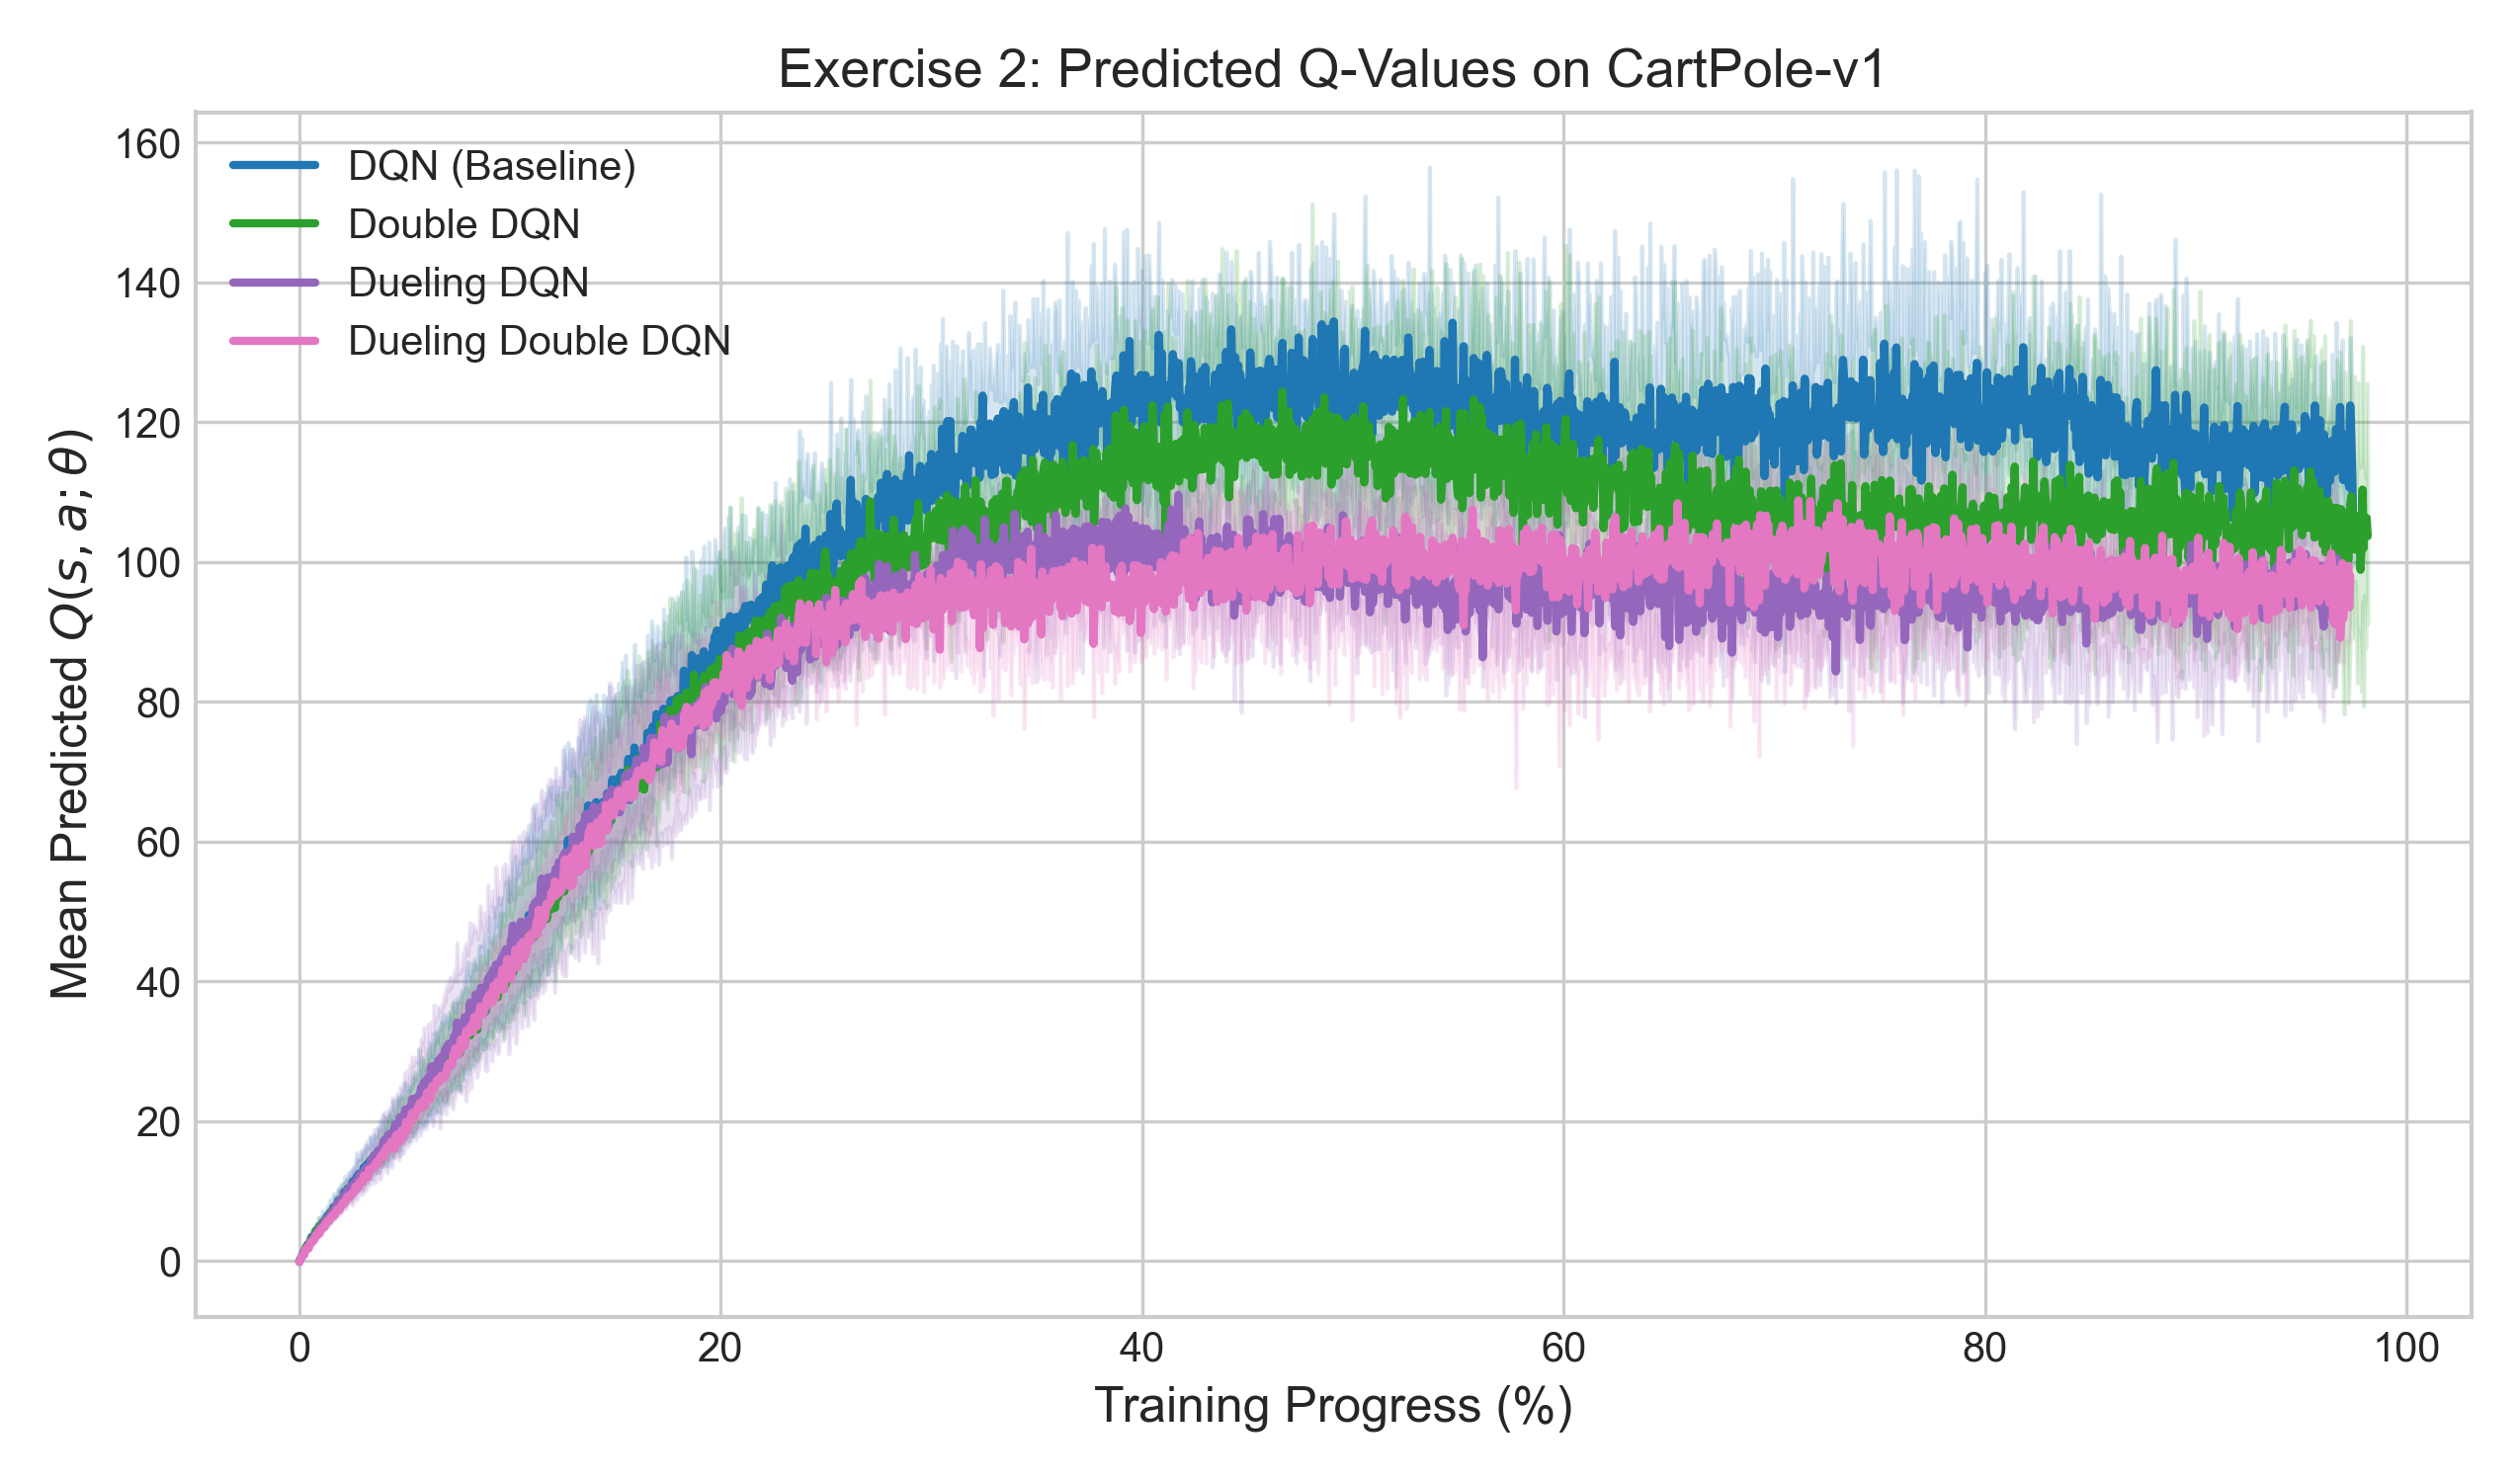 Exercise 2: Predicted Q-Values on CartPole-v1
DQN (Baseline)
Double DQN
Dueling DQN
Dueling Double DQN
Mean Predicted Q(s, a; θ)
160
140
120
100
80
60
40
20
0
0 20 40 60 80 100
Training Progress (%)